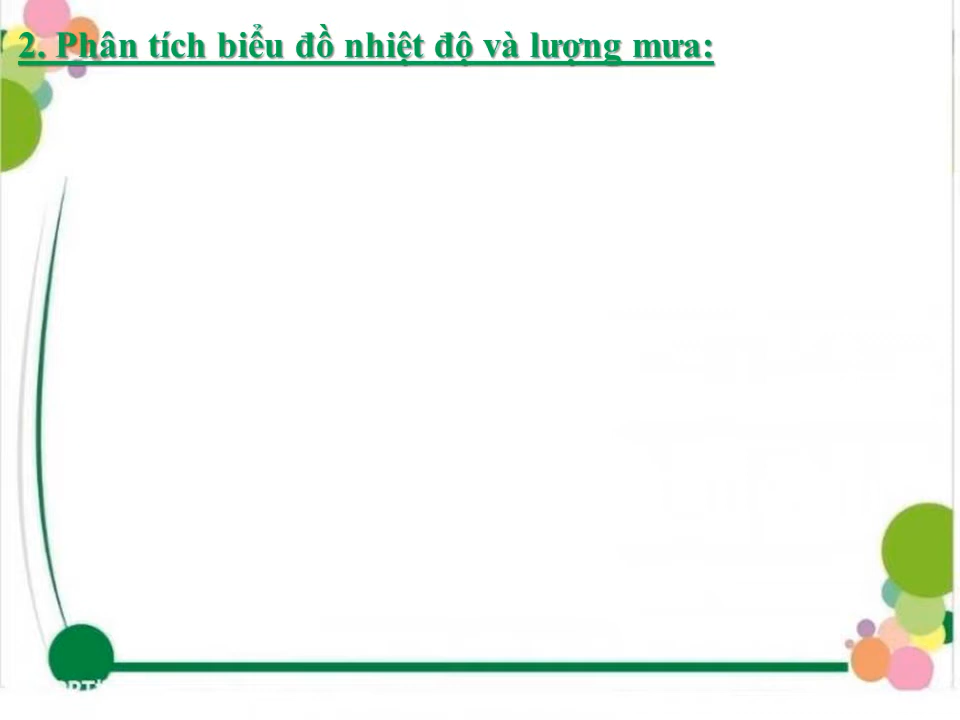 2. Phân tích biểu đồ nhiệt độ và lượng mưa: